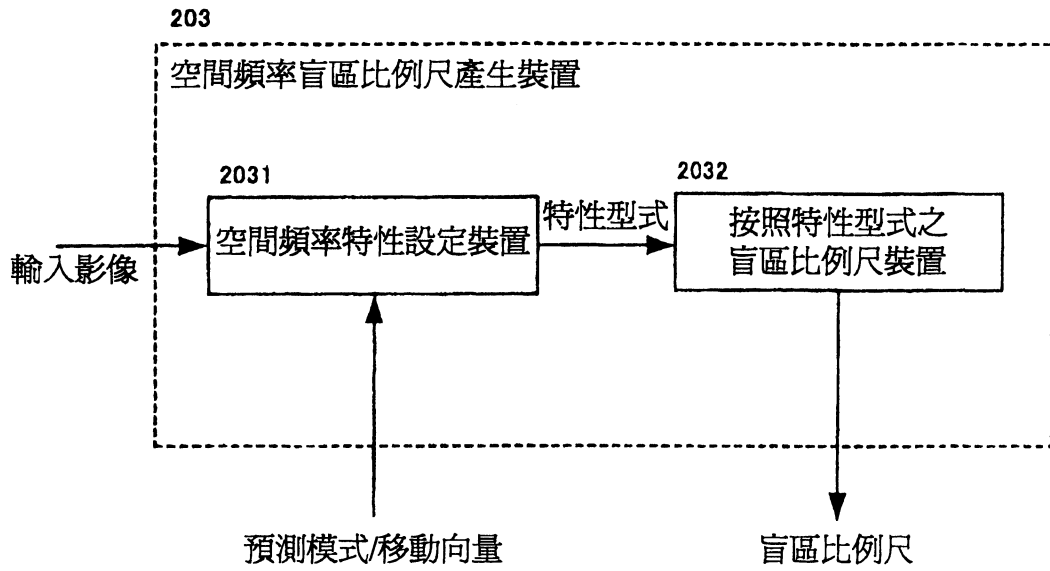 203
空間頻率盲區比例尺產生裝置
2031
2032
空間頻率特性設定裝置
特性型式
按照特性型式之
盲區比例尺裝置
輸入影像
預測模式/移動向量
盲區比例尺